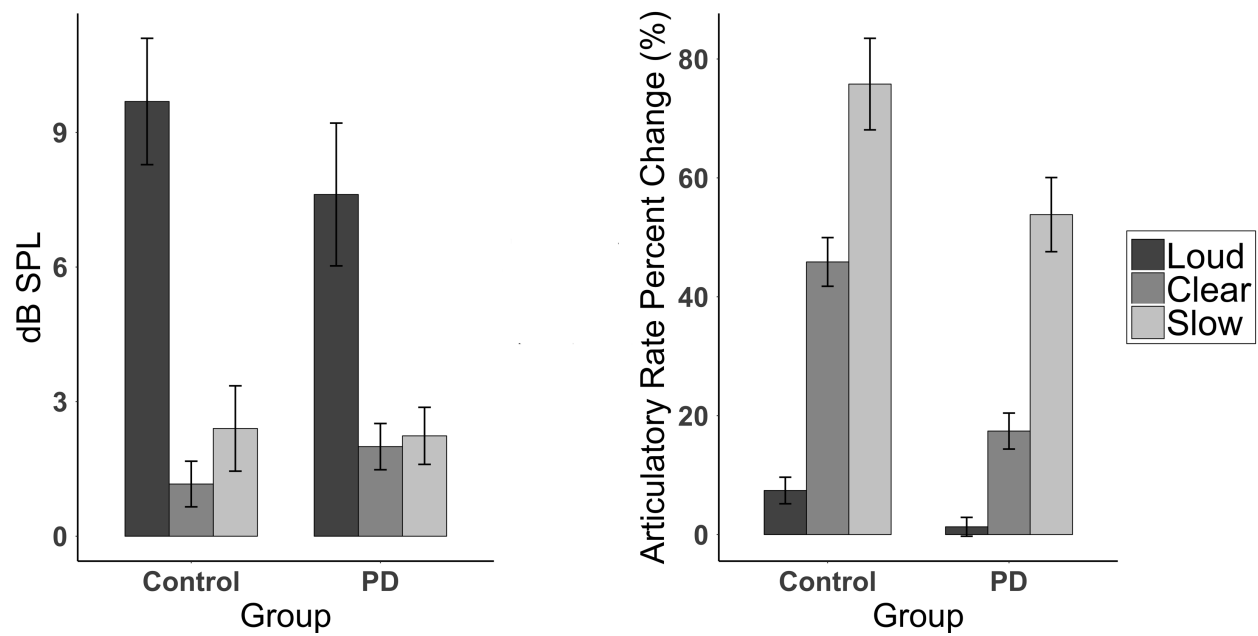 dB SPL
9
6
3
0
Control
PD
Group
Articulatory Rate Percent Change (%)
80
60
40
20
0
Control
PD
Group
Loud
Clear
Slow